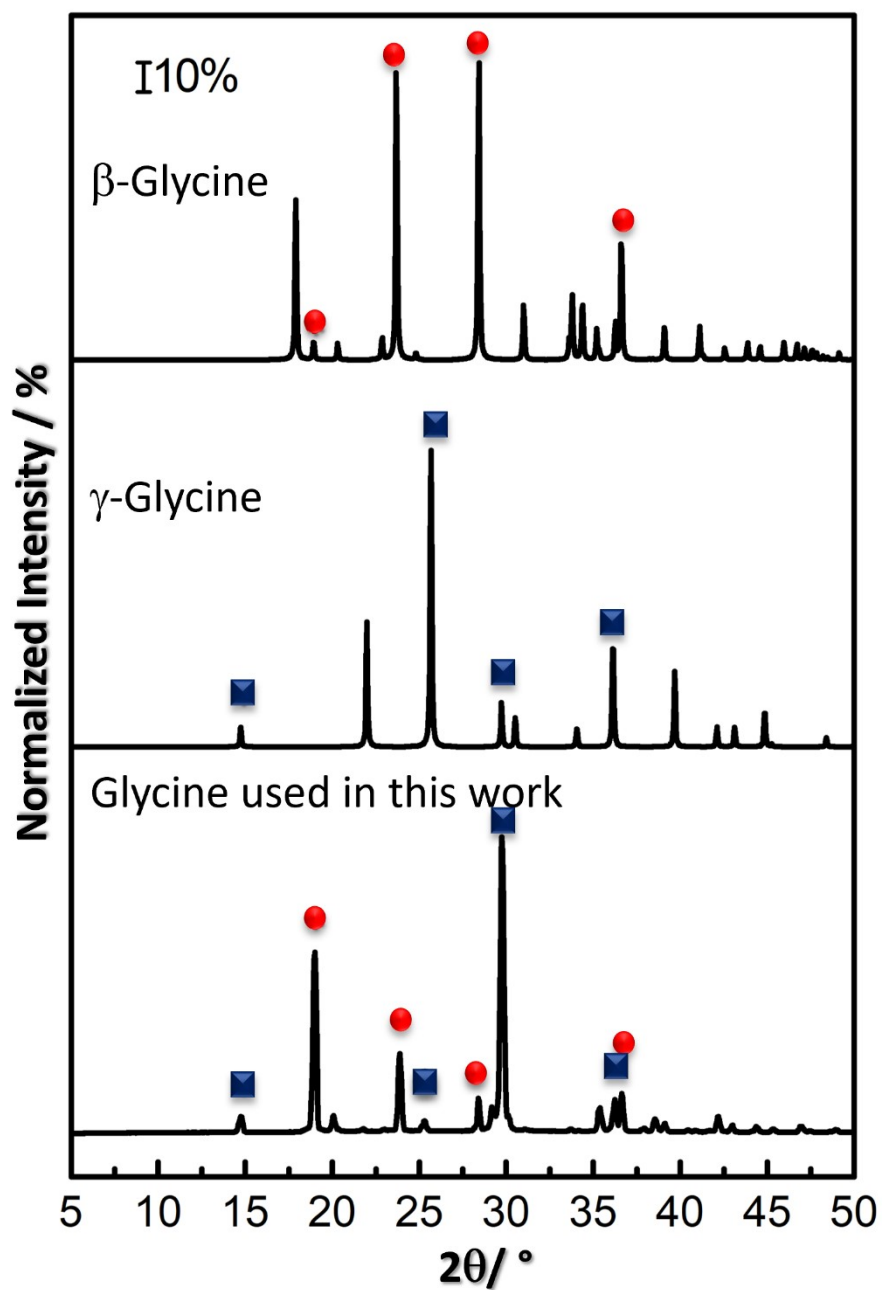 I10%
β-Glycine
γ-Glycine
Glycine used in this work
Normalized Intensity / %
5 10 15 20 25 30 35 40 45 50
2θ/ °